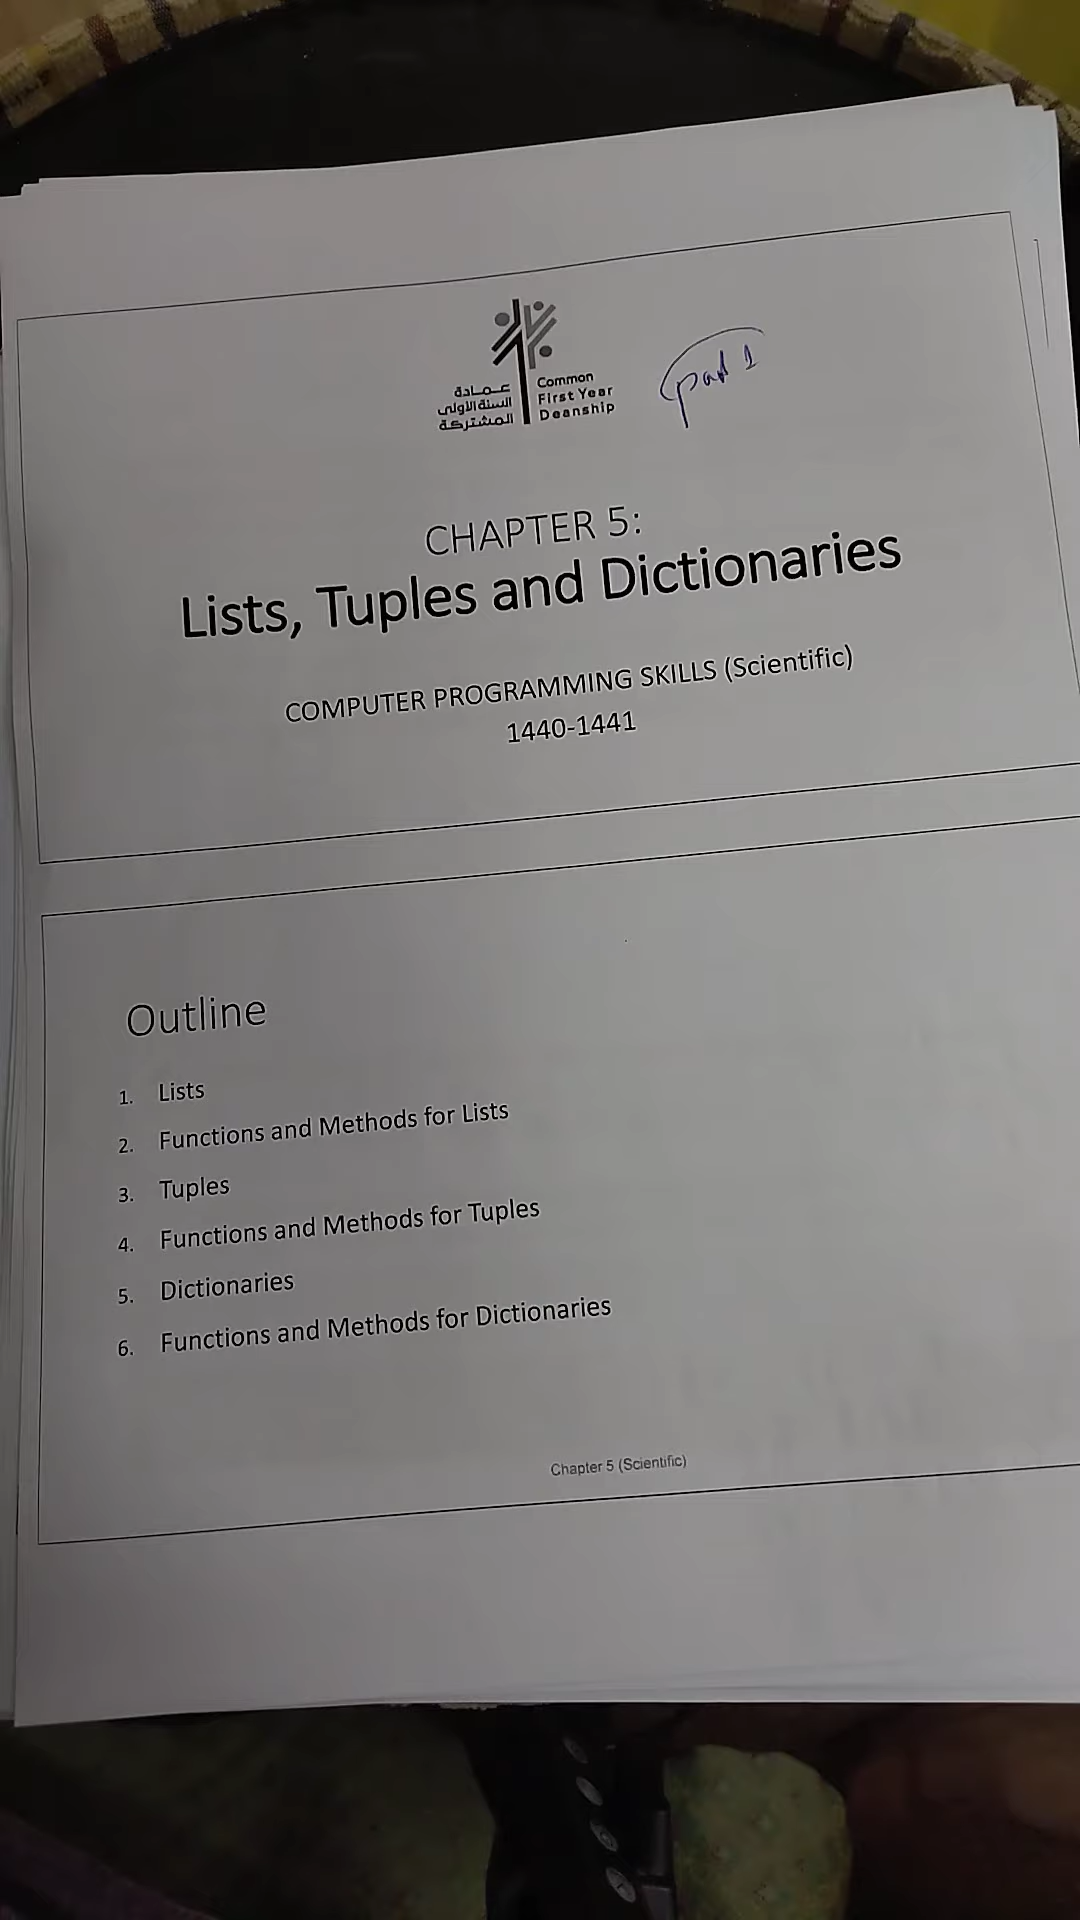 عمادة
السنة الأولى
المشتركة
Common
First Year
Deanship
part 1
CHAPTER 5:
Lists, Tuples and Dictionaries
COMPUTER PROGRAMMING SKILLS (Scientific)
1440-1441
Outline
1. Lists
2. Functions and Methods for Lists
3. Tuples
4. Functions and Methods for Tuples
5. Dictionaries
6. Functions and Methods for Dictionaries
Chapter 5 (Scientific)